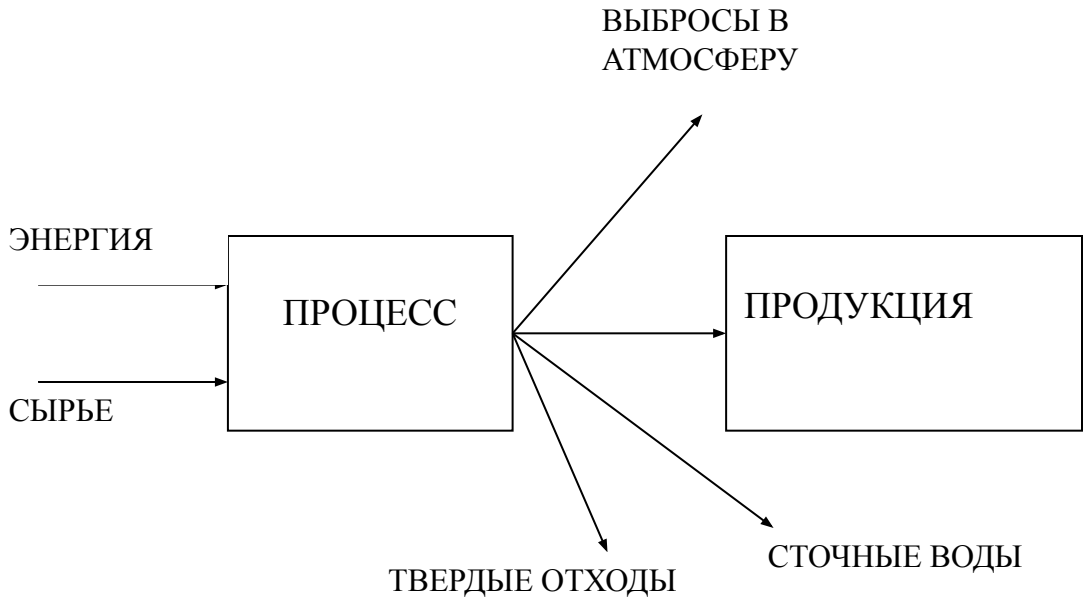 ВЫБРОСЫ В
АТМОСФЕРУ
ЭНЕРГИЯ
ПРОЦЕСС
ПРОДУКЦИЯ
СЫРЬЕ
СТОЧНЫЕ ВОДЫ
ТВЕРДЫЕ ОТХОДЫ